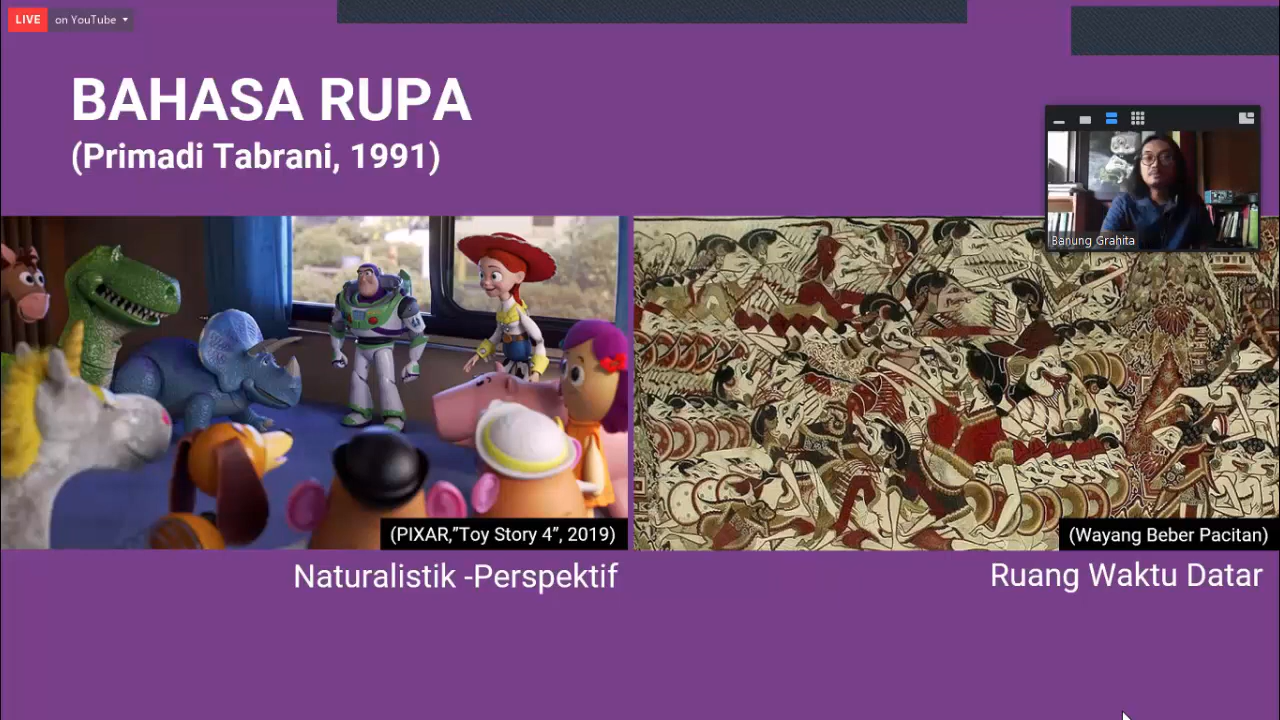 LIVE on YouTube
BAHASA RUPA
(Primadi Tabrani, 1991)
Banung Grahita
(PIXAR,”Toy Story 4”, 2019)
(Wayang Beber Pacitan)
Naturalistik -Perspektif
Ruang Waktu Datar